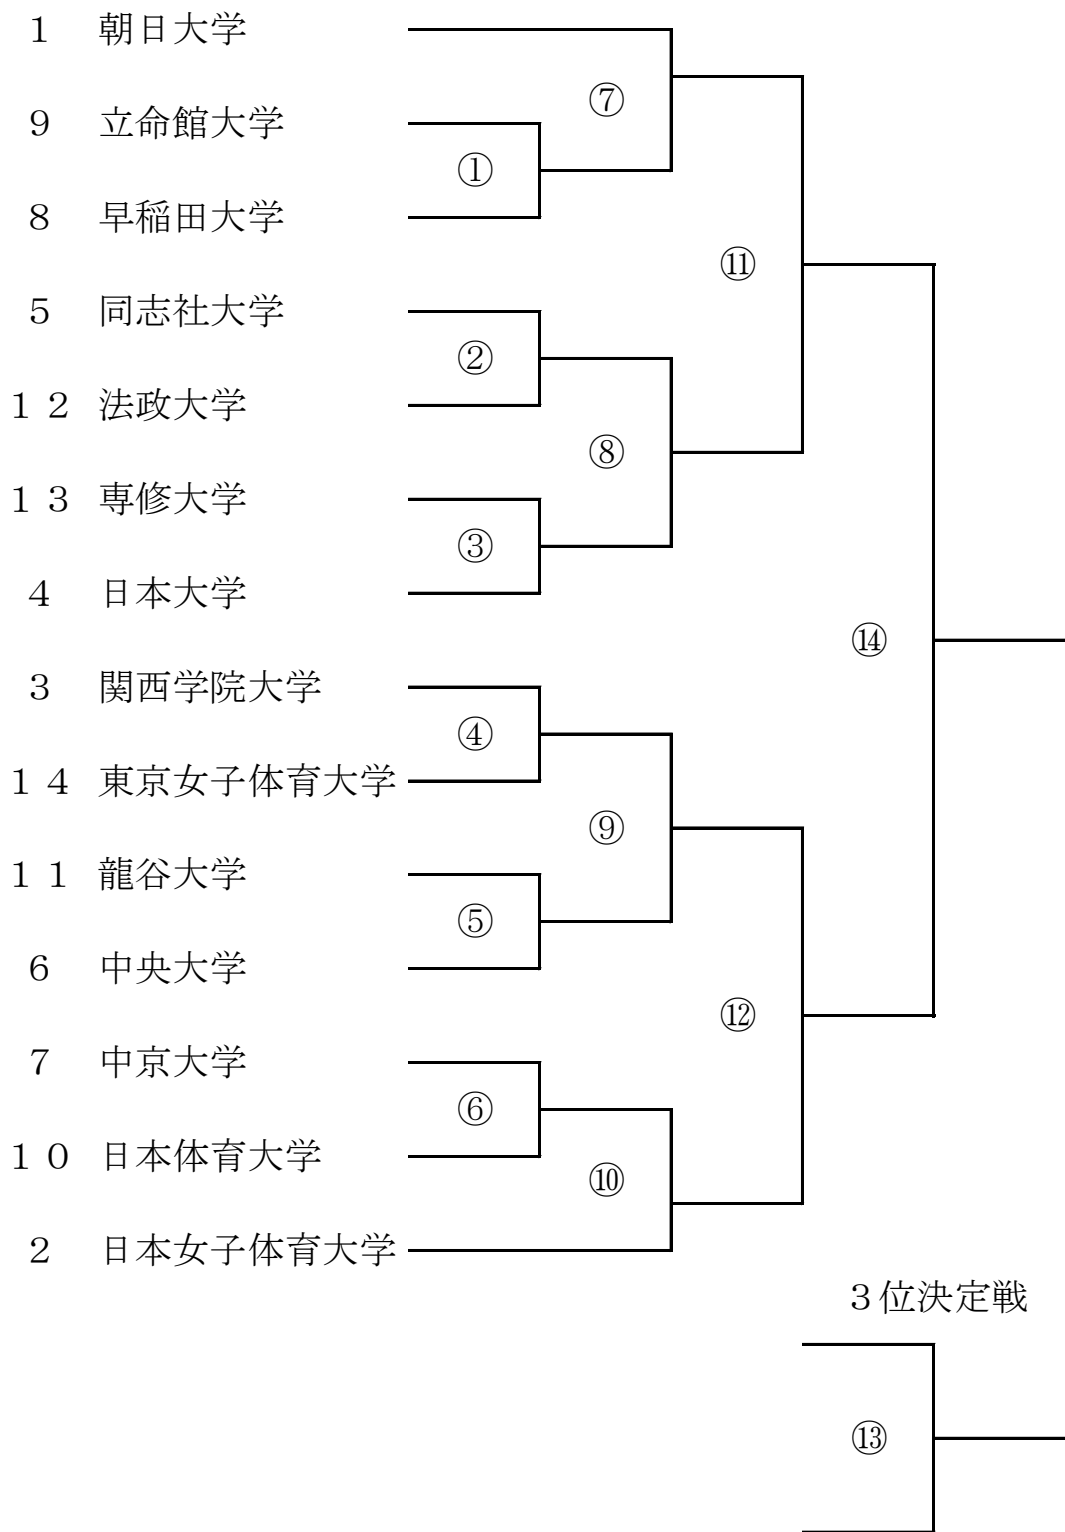 １ 朝日大学
⑦
９ 立命館大学
①
８ 早稲田大学
⑪
５ 同志社大学
②
１２ 法政大学
⑧
１３ 専修大学
③
４ 日本大学
⑭
３ 関西学院大学
④
１４ 東京女子体育大学
⑨
１１ 龍谷大学
⑤
６ 中央大学
⑫
７ 中京大学
⑥
１０ 日本体育大学
⑩
２ 日本女子体育大学
３位決定戦
⑬